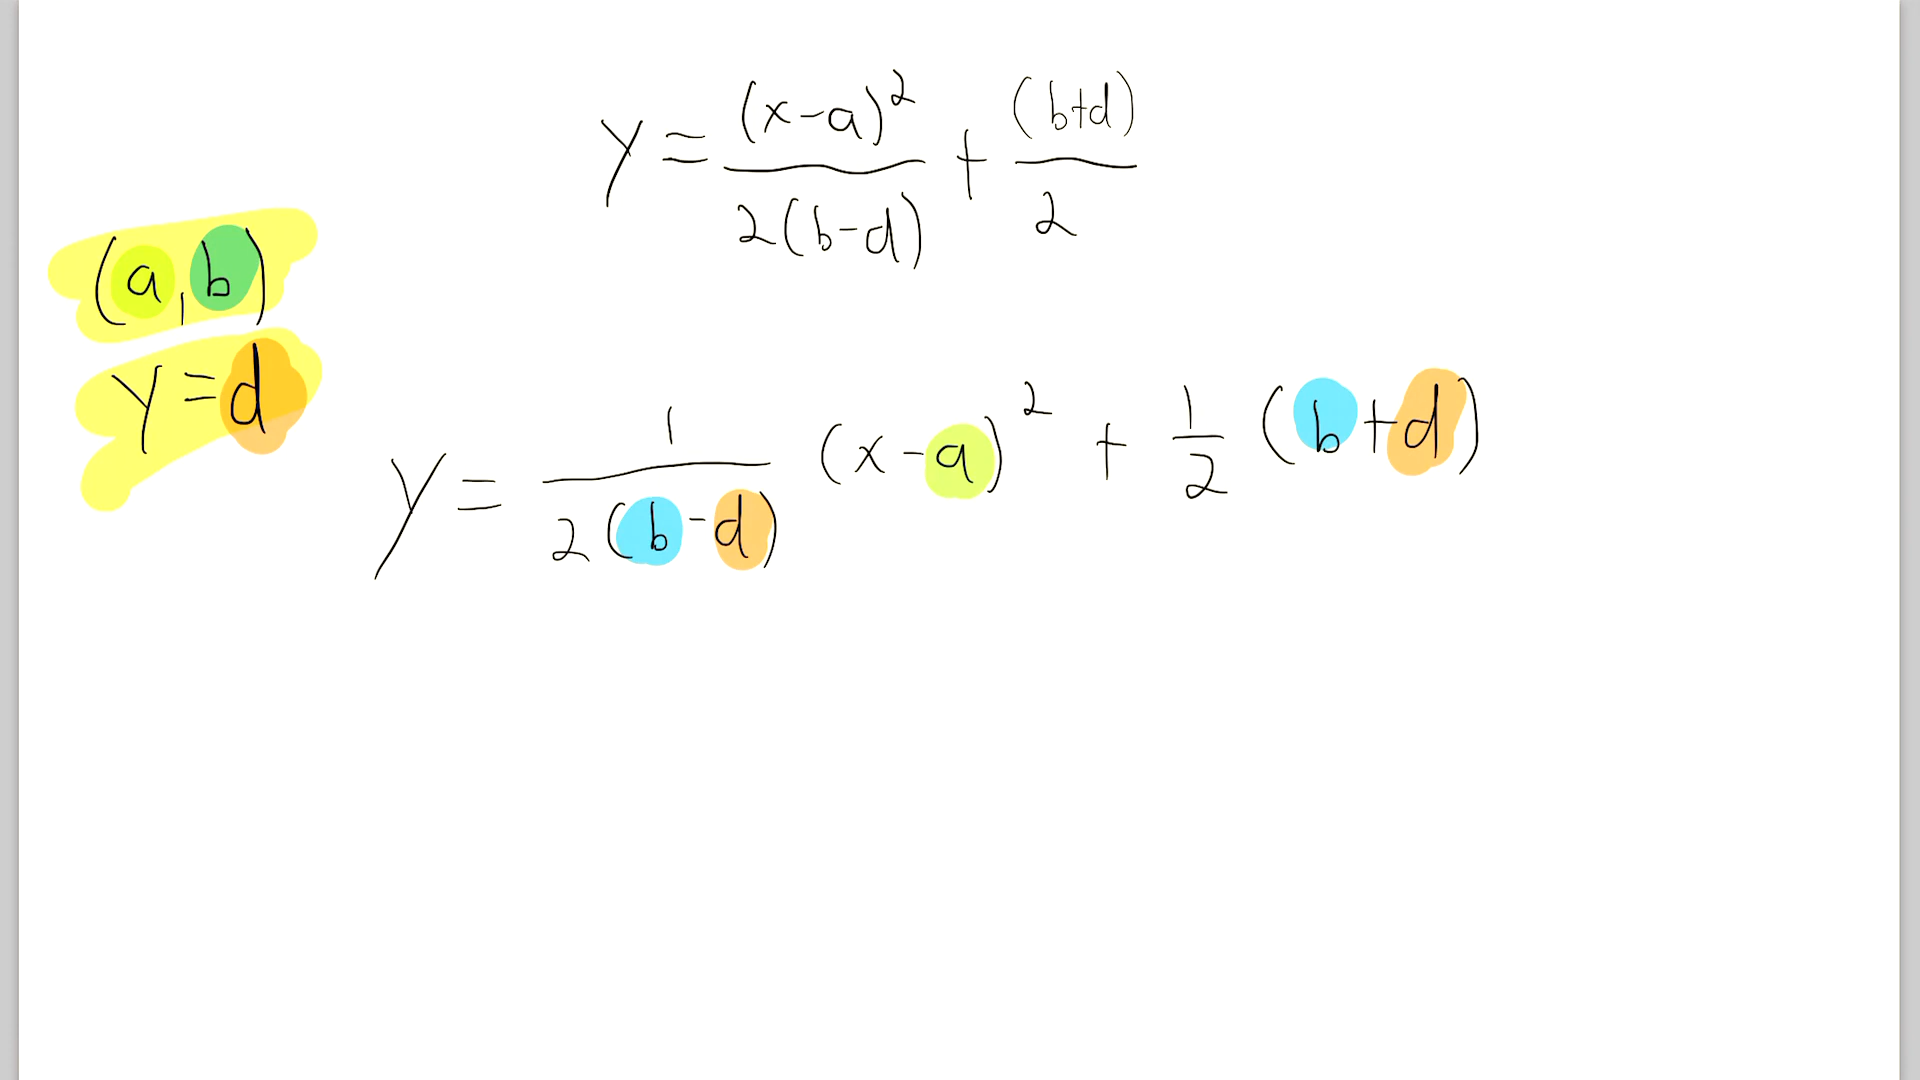 y = (x-a)² / 2(b-d) + (b+d) / 2
(a, b)
y = d
y = 1 / 2(b-d) (x-a)² + 1/2 (b+d)